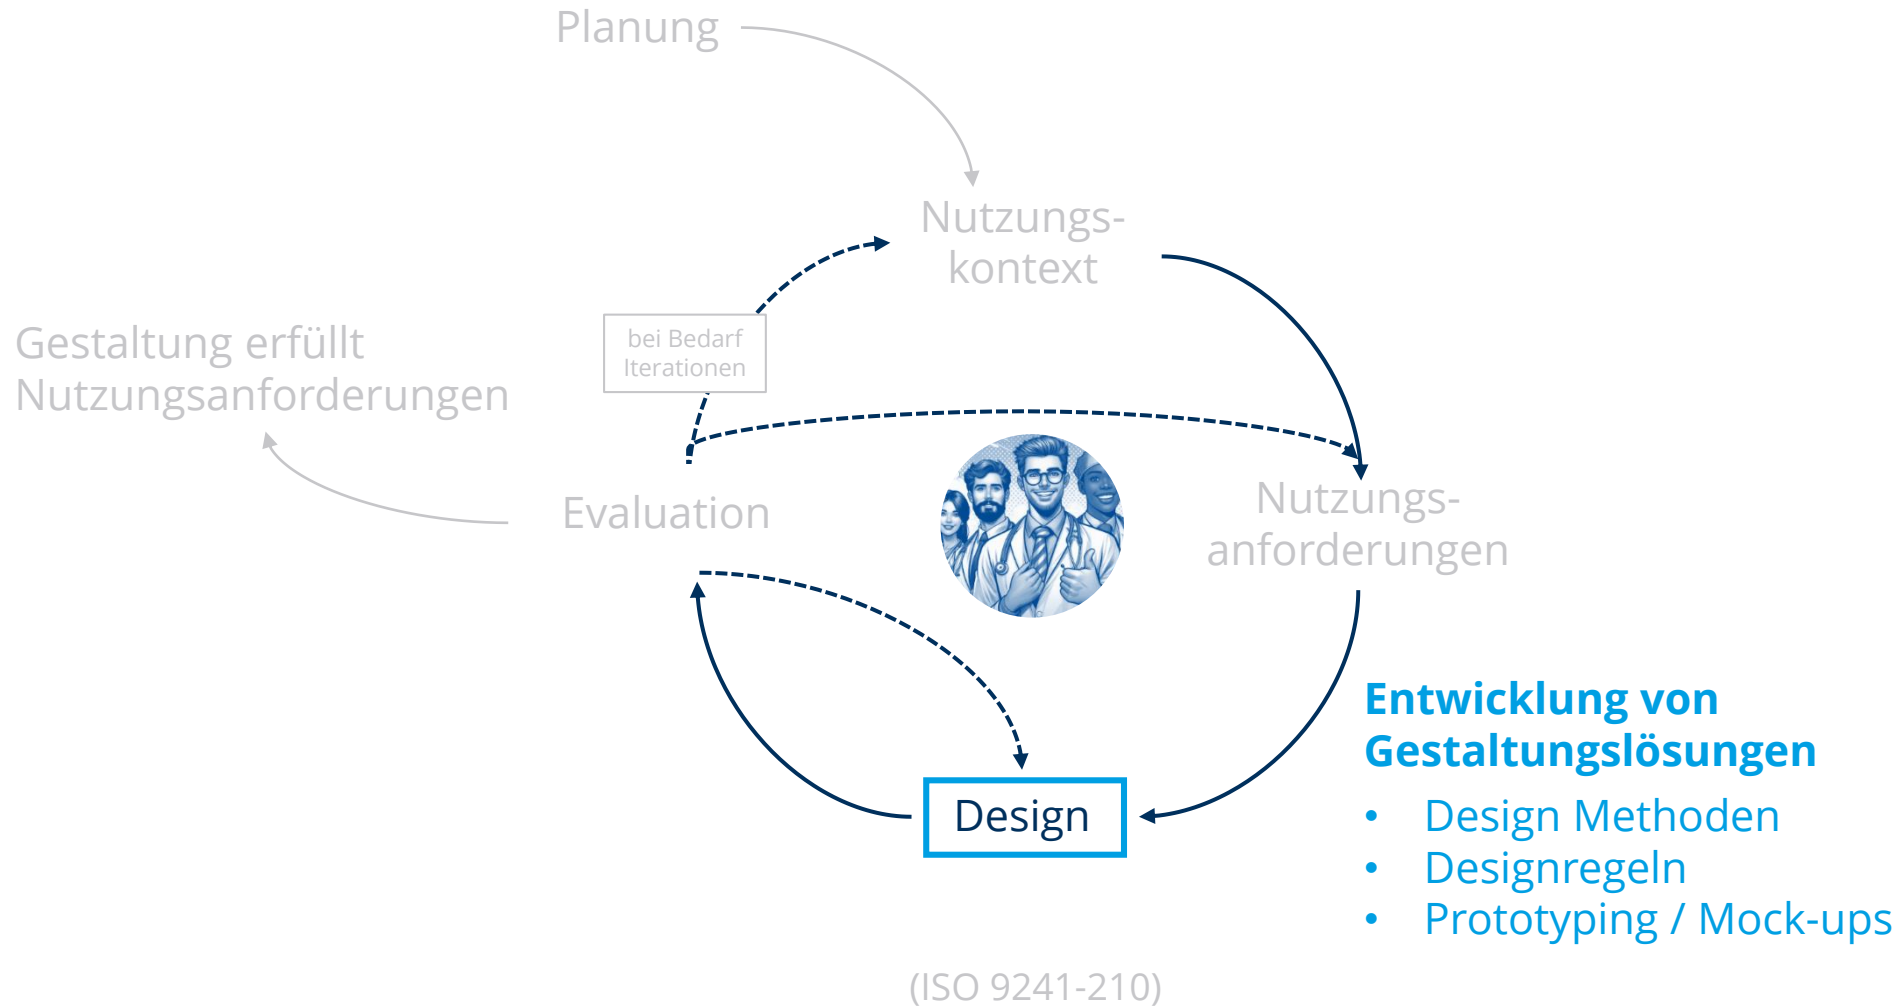 Planung
Nutzungs-
kontext
bei Bedarf
Iterationen
Gestaltung erfüllt
Nutzungsanforderungen
Evaluation
Nutzungs-
anforderungen
Design
Entwicklung von
Gestaltungslösungen
• Design Methoden
• Designregeln
• Prototyping / Mock-ups
(ISO 9241-210)